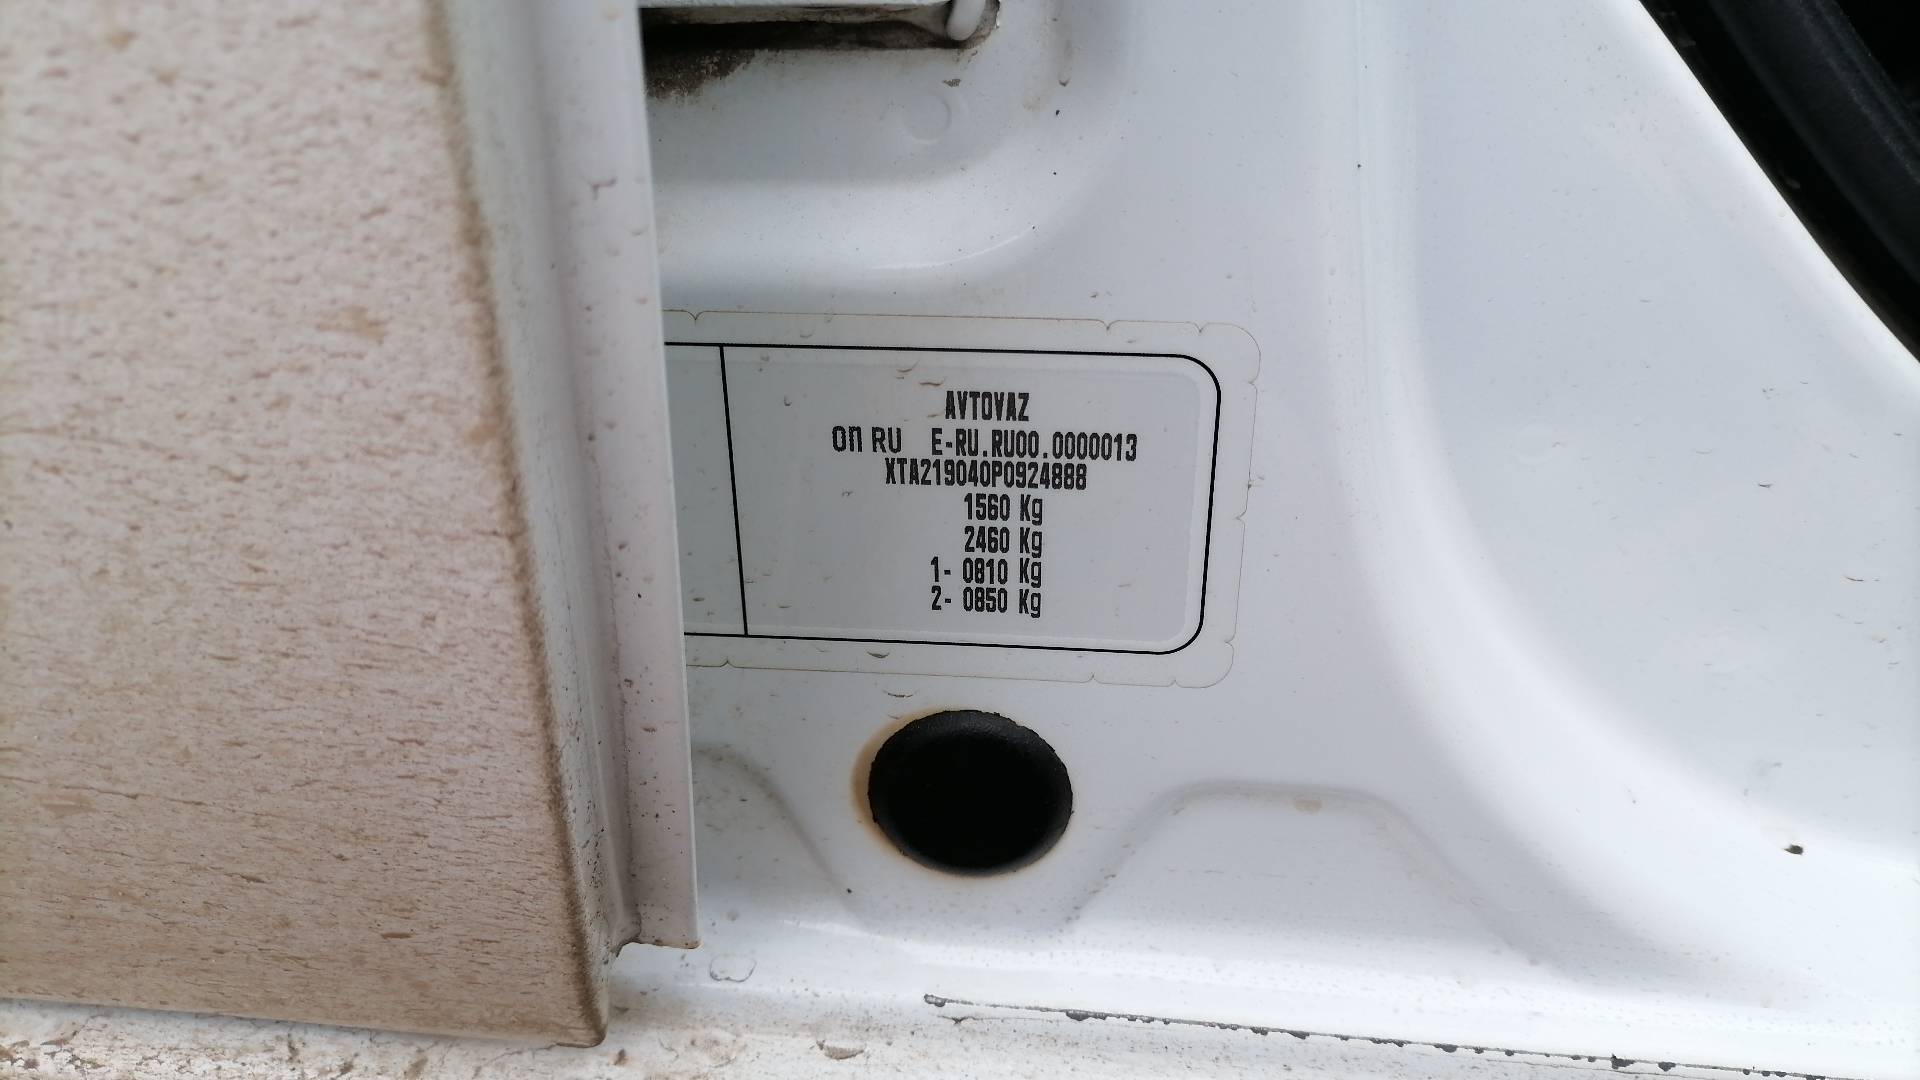 AVTOVAZ
ОП RU E-RU.RU00.0000013
XTA219040P0924888
1560 Kg
2460 Kg
1- 0810 Kg
2- 0850 Kg